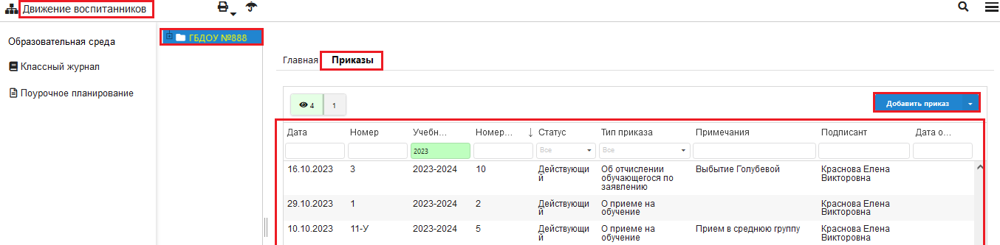 Движение воспитанников
Образовательная среда
Классный журнал
Поурочное планирование
ГБДОУ №888
Главная Приказы
4 1 Добавить приказ
Дата Номер Учебн... Номер... ↓ Статус Тип приказа Примечания Подписант Дата о...
2023 Все Все
16.10.2023 3 2023-2024 10 Действующи Об отчислении Выбытие Голубевой Краснова Елена
й обучающегося по Викторовна
заявлению
29.10.2023 1 2023-2024 2 Действующи О приеме на Краснова Елена
й обучение Викторовна
10.10.2023 11-У 2023-2024 5 Действующи О приеме на Прием в среднюю группу Краснова Елена
й обучение Викторовна